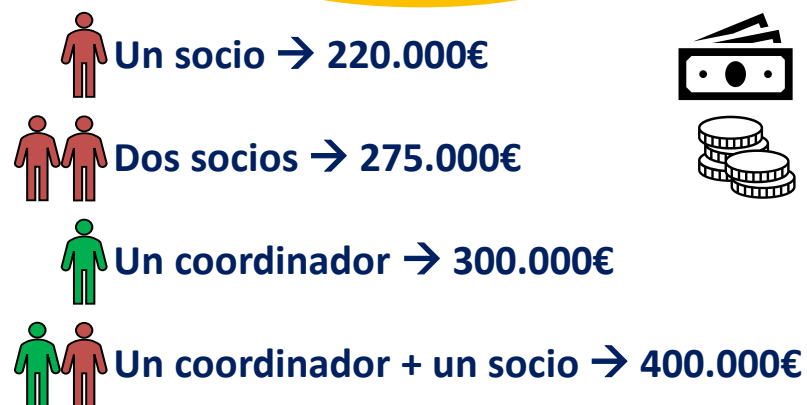 Un socio → 220.000€
Dos socios → 275.000€
Un coordinador → 300.000€
Un coordinador + un socio → 400.000€